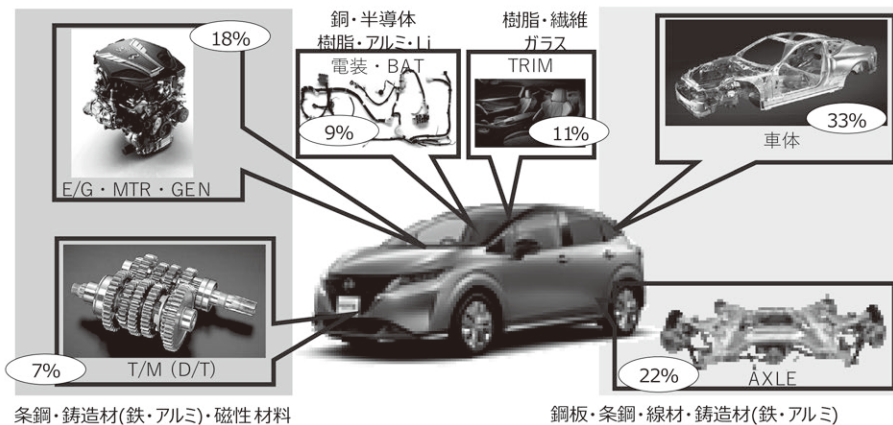 18%
E/G・MTR・GEN
銅・半導体
樹脂・アルミ・Li
電装・BAT
9%
樹脂・繊維
ガラス
TRIM
11%
33%
車体
7%
T/M (D/T)
22%
AXLE
条鋼・鋳造材(鉄・アルミ)・磁性材料
鋼板・条鋼・線材・鋳造材(鉄・アルミ)